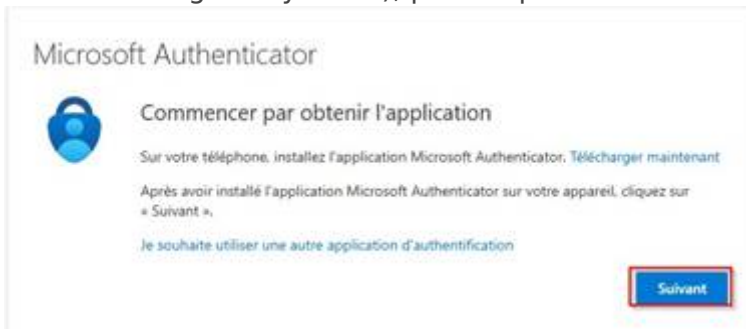 Microsoft Authenticator
Commencer par obtenir l'application
Sur votre téléphone, installez l'application Microsoft Authenticator. Télécharger maintenant
Après avoir installé l'application Microsoft Authenticator sur votre appareil, cliquez sur
« Suivant ».
Je souhaite utiliser une autre application d'authentification
Suivant